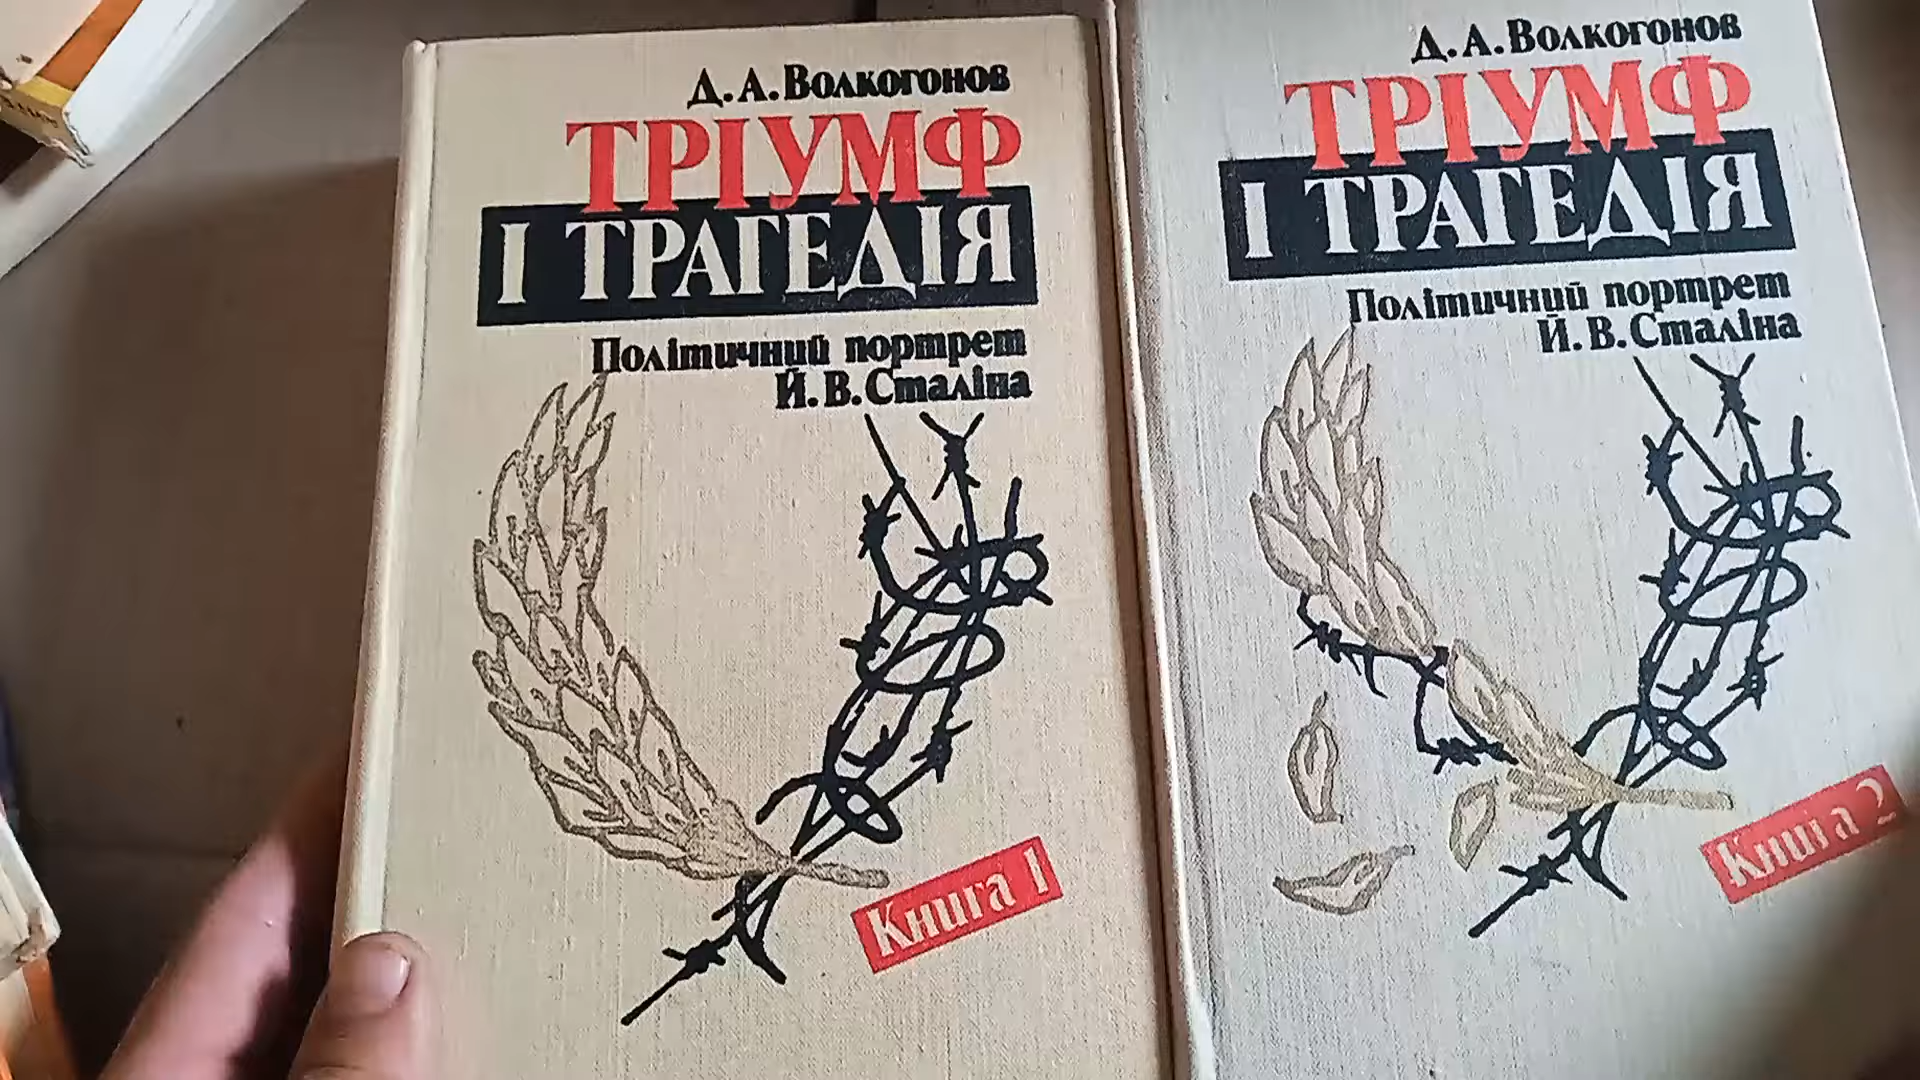 Д. А. Волкогонов
ТРІУМФ
І ТРАГЕДІЯ
Політичний портрет
Й. В. Сталіна
Книга 1
Д. А. Волкогонов
ТРІУМФ
І ТРАГЕДІЯ
Політичний портрет
Й. В. Сталіна
Книга 2